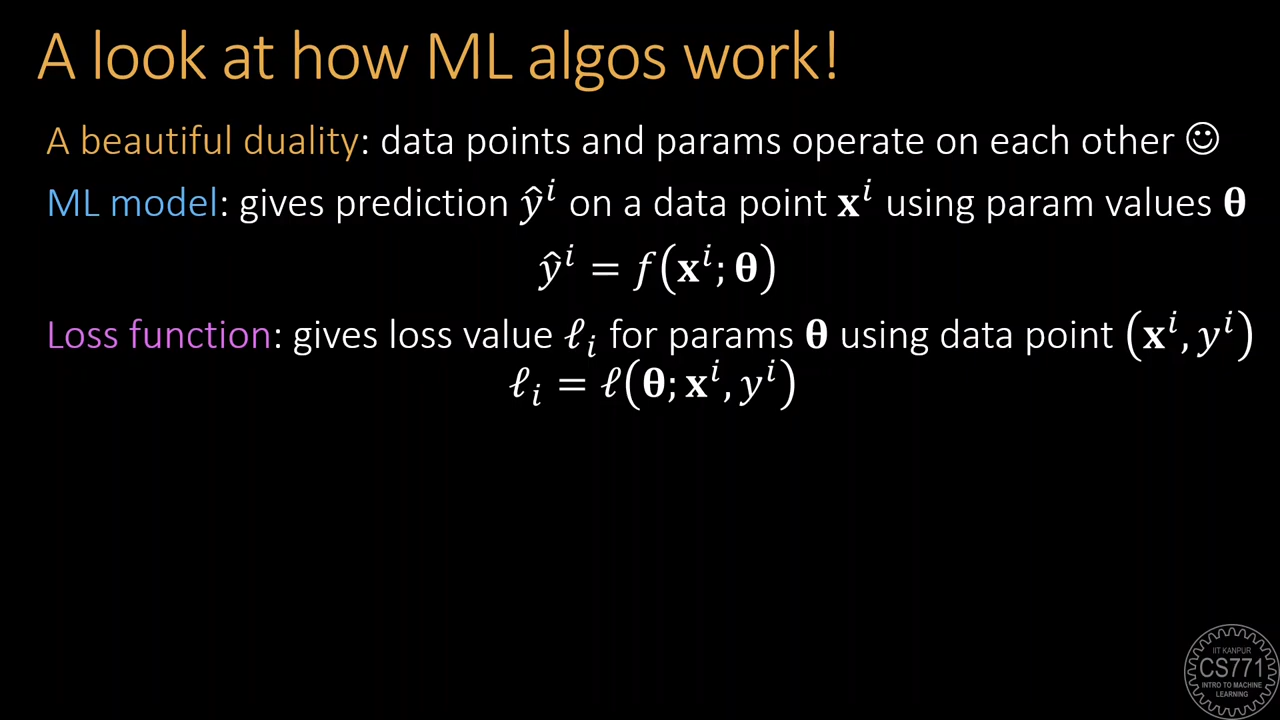 A look at how ML algos work!
A beautiful duality: data points and params operate on each other ☺
ML model: gives prediction ŷⁱ on a data point 𝐱ⁱ using param values 𝛉
ŷⁱ = f(𝐱ⁱ; 𝛉)
Loss function: gives loss value ℓᵢ for params 𝛉 using data point (𝐱ⁱ, yⁱ)
ℓᵢ = ℓ(𝛉; 𝐱ⁱ, yⁱ)
IIT KANPUR
CS771
INTRO TO MACHINE
LEARNING